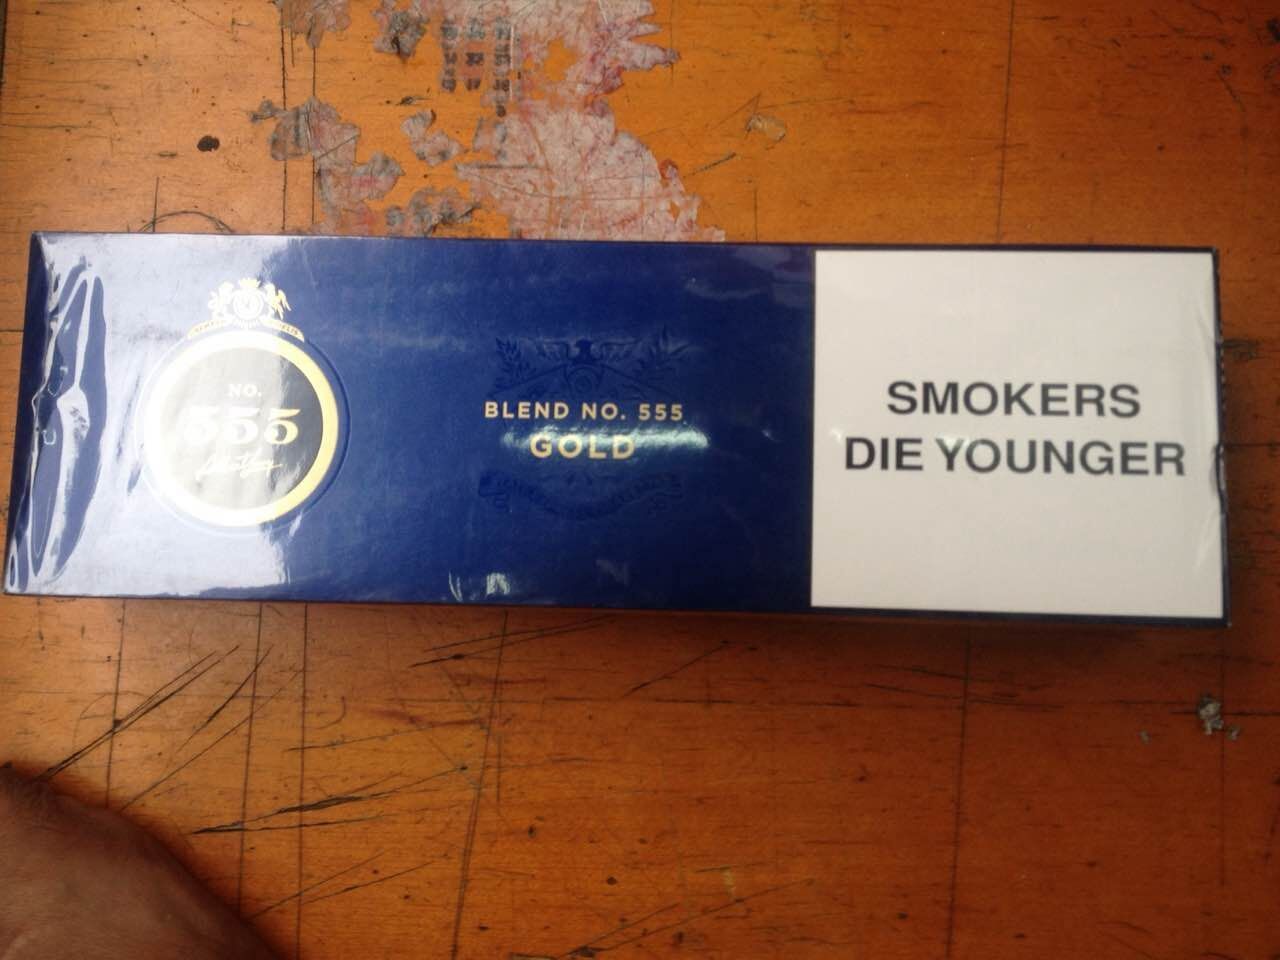 NO.
555
BLEND NO. 555
GOLD
SMOKERS
DIE YOUNGER